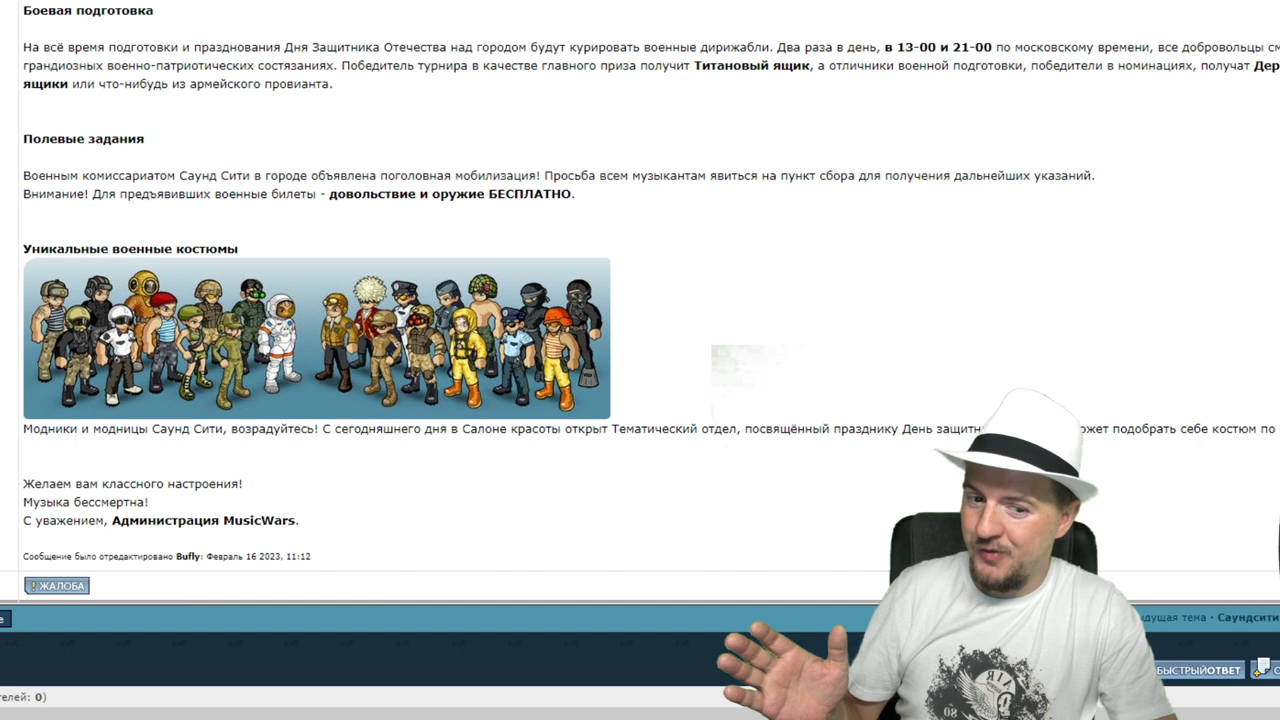 Боевая подготовка
На всё время подготовки и празднования Дня Защитника Отечества над городом будут курировать военные дирижабли. Два раза в день, в 13-00 и 21-00 по московскому времени, все добровольцы
грандиозных военно-патриотических состязаниях. Победитель турнира в качестве главного приза получит Титановый ящик, а отличники военной подготовки, победители в номинациях, получат
ящики или что-нибудь из армейского провианта.
Полевые задания
Военным комиссариатом Саунд Сити в городе объявлена поголовная мобилизация! Просьба всем музыкантам явиться на пункт сбора для получения дальнейших указаний.
Внимание! Для предъявивших военные билеты - довольствие и оружие БЕСПЛАТНО.
Уникальные военные костюмы
Модники и модницы Саунд Сити, возрадуйтесь! С сегодняшнего дня в Салоне красоты открыт Тематический отдел, посвящённый празднику День защитн ожет подобрать себе костюм по
Желаем вам классного настроения!
Музыка бессмертна!
С уважением, Администрация MusicWars.
Сообщение было отредактировано Bufly: Февраль 16 2023, 11:12
! ЖАЛОБА
дущая тема · Саундсити
БЫСТРЫЙОТВЕТ
телей: 0)
AIR
80